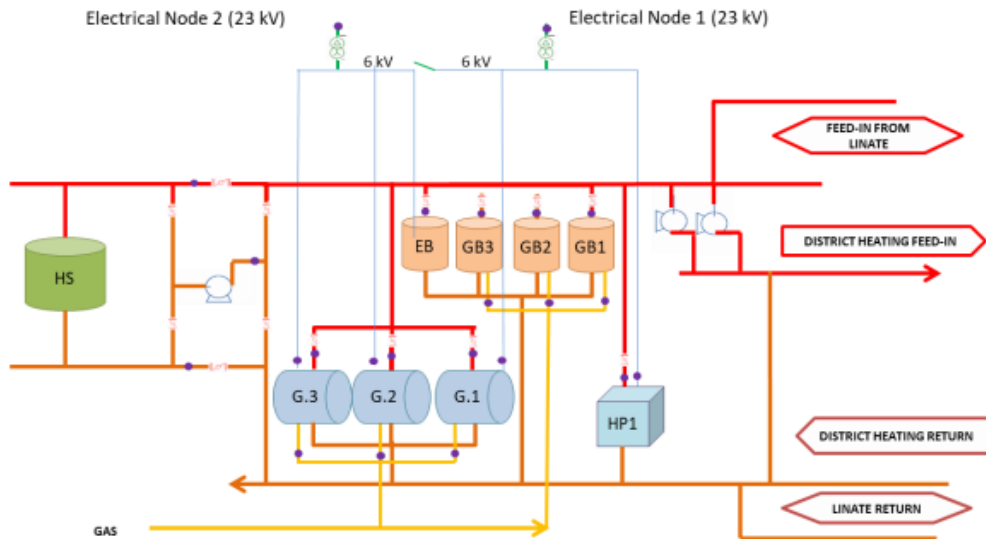 Electrical Node 2 (23 kV)
Electrical Node 1 (23 kV)
6 kV
6 kV
FEED-IN FROM
LINATE
EB
GB3
GB2
GB1
DISTRICT HEATING FEED-IN
HS
G.3
G.2
G.1
HP1
DISTRICT HEATING RETURN
LINATE RETURN
GAS